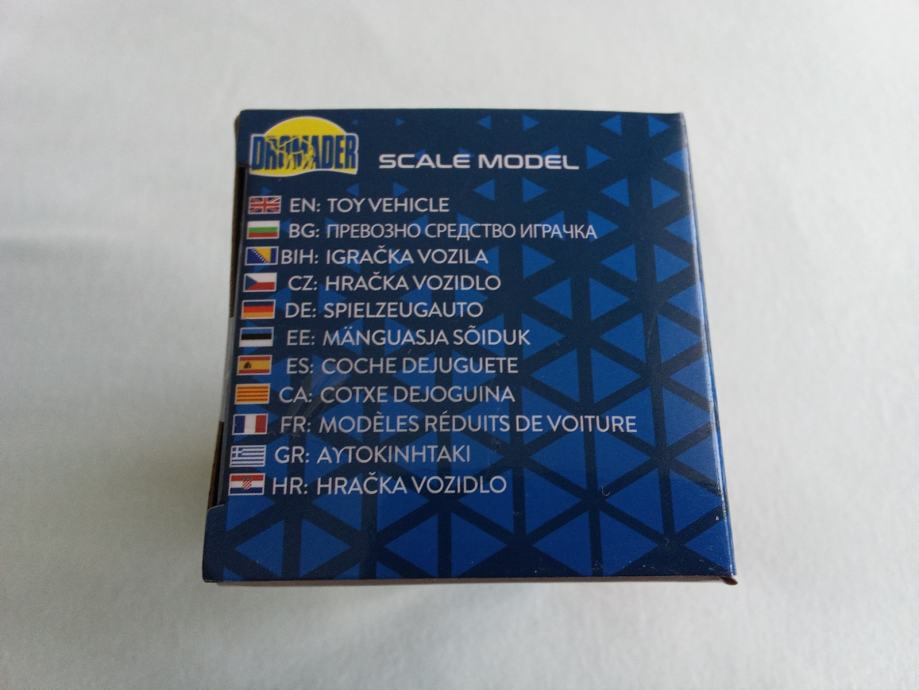 DROMADER SCALE MODEL
EN: TOY VEHICLE
BG: ПРЕВОЗНО СРЕДСТВО ИГРАЧКА
BIH: IGRAČKA VOZILA
CZ: HRAČKA VOZIDLO
DE: SPIELZEUGAUTO
EE: MÄNGUASJA SÕIDUK
ES: COCHE DEJUGUETE
CA: COTXE DEJOGUINA
FR: MODÈLES RÉDUITS DE VOITURE
GR: ΑΥΤΟΚΙΝΗΤΑΚΙ
HR: HRAČKA VOZIDLO